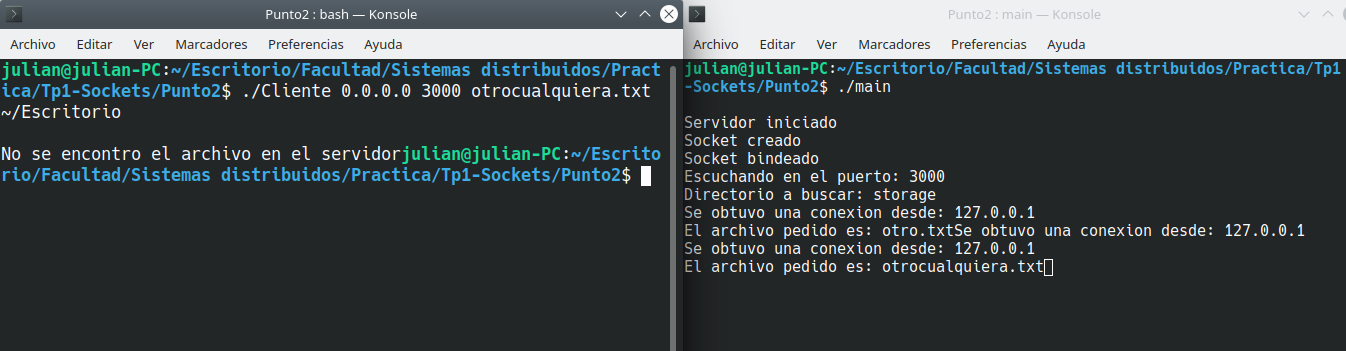 Punto2 : bash — Konsole
Archivo Editar Ver Marcadores Preferencias Ayuda
julian@julian-PC:~/Escritorio/Facultad/Sistemas distribuidos/Pract
ica/Tp1-Sockets/Punto2$ ./Cliente 0.0.0.0 3000 otrocualquiera.txt
~/Escritorio
No se encontro el archivo en el servidorjulian@julian-PC:~/Escrito
rio/Facultad/Sistemas distribuidos/Practica/Tp1-Sockets/Punto2$
Punto2 : main — Konsole
Archivo Editar Ver Marcadores Preferencias Ayuda
julian@julian-PC:~/Escritorio/Facultad/Sistemas distribuidos/Practica/Tp1
-Sockets/Punto2$ ./main
Servidor iniciado
Socket creado
Socket bindeado
Escuchando en el puerto: 3000
Directorio a buscar: storage
Se obtuvo una conexion desde: 127.0.0.1
El archivo pedido es: otro.txtSe obtuvo una conexion desde: 127.0.0.1
Se obtuvo una conexion desde: 127.0.0.1
El archivo pedido es: otrocualquiera.txt